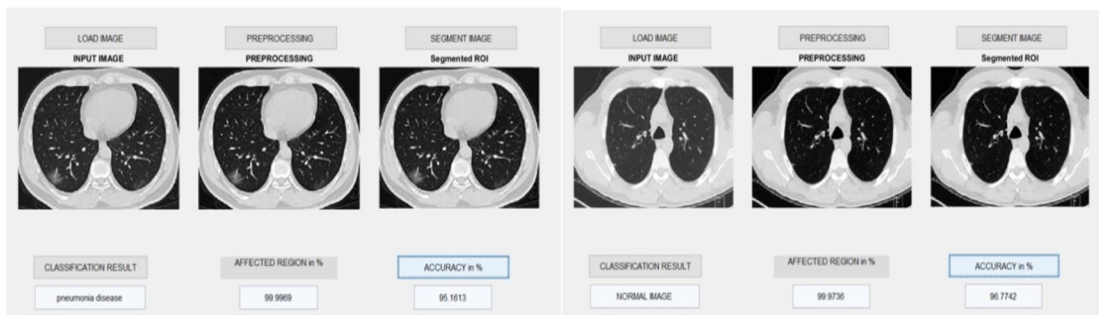 LOAD IMAGE PREPROCESSING SEGMENT IMAGE
INPUT IMAGE PREPROCESSING Segmented ROI
CLASSIFICATION RESULT AFFECTED REGION in % ACCURACY in %
pneumonia disease 99.9969 95.1613
LOAD IMAGE PREPROCESSING SEGMENT IMAGE
INPUT IMAGE PREPROCESSING Segmented ROI
CLASSIFICATION RESULT AFFECTED REGION in % ACCURACY in %
NORMAL IMAGE 99.9736 96.7742